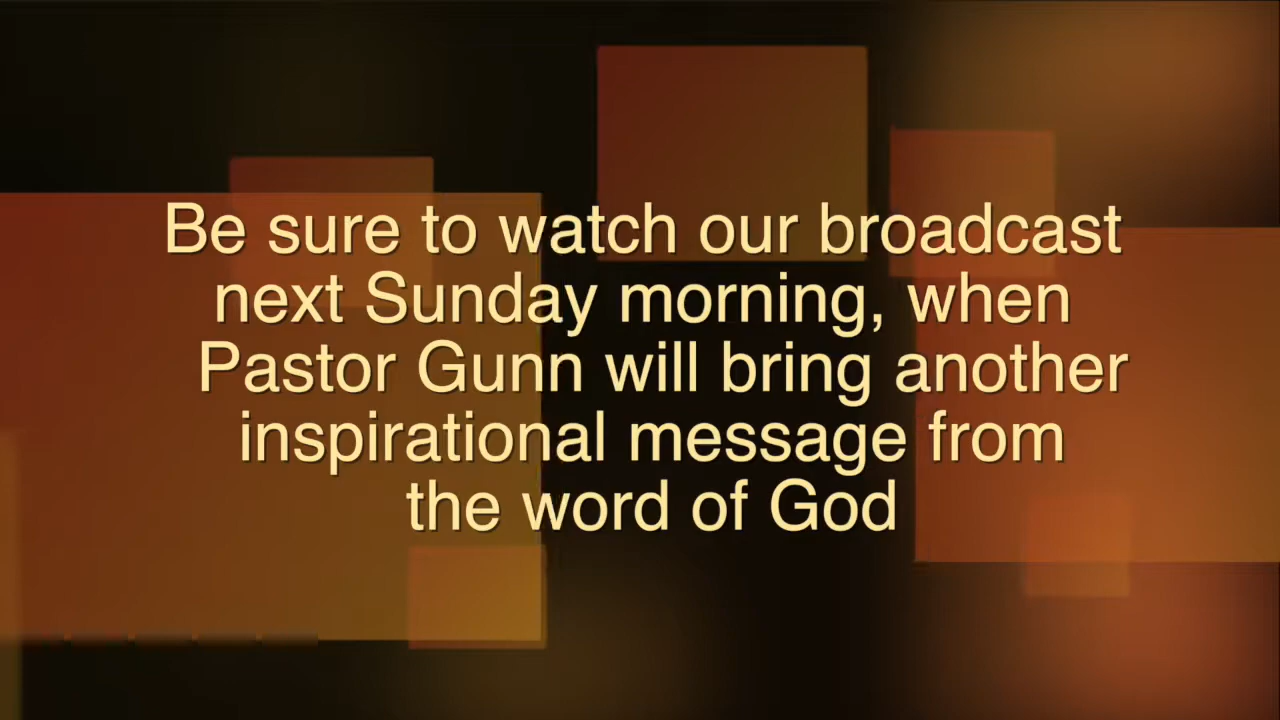 Be sure to watch our broadcast
next Sunday morning, when
Pastor Gunn will bring another
inspirational message from
the word of God